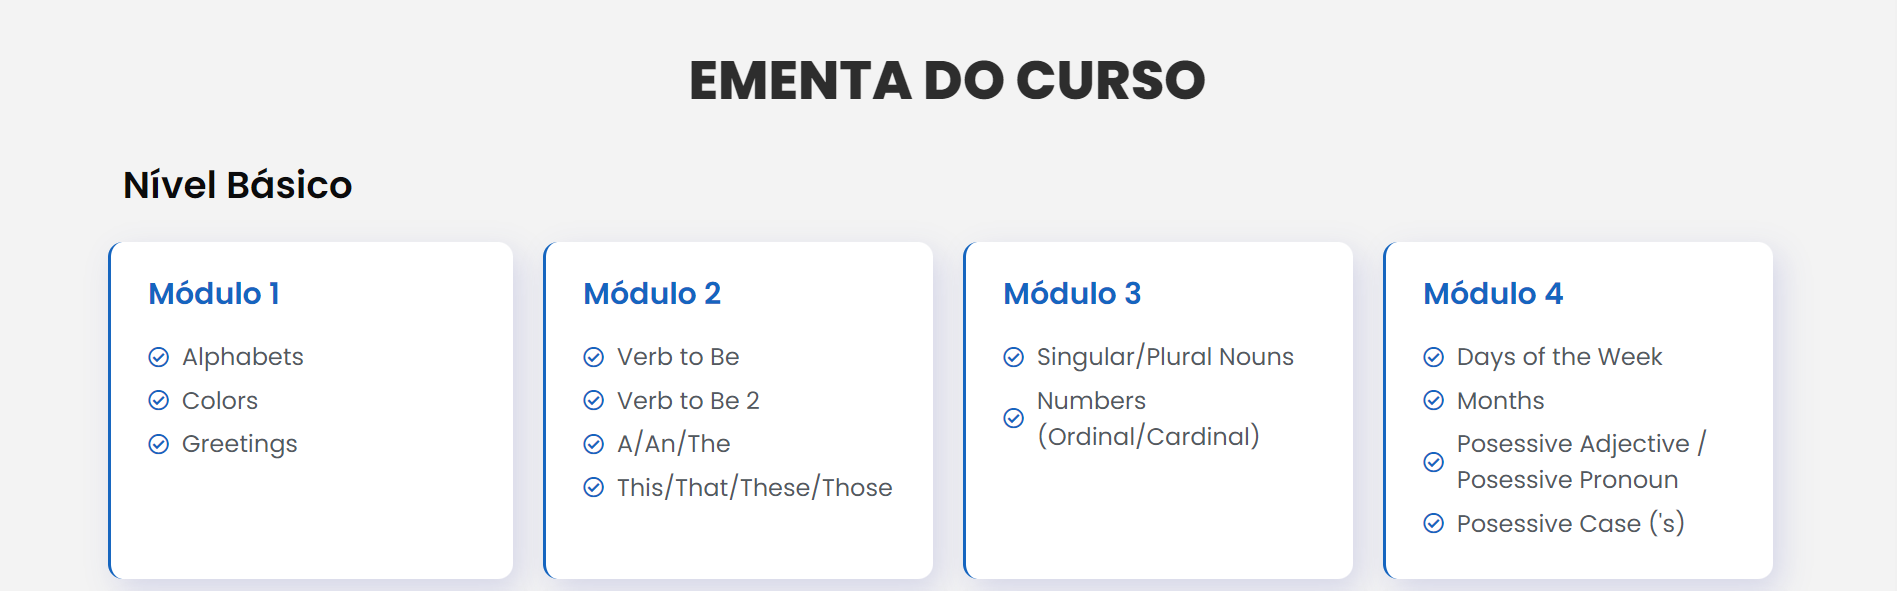 EMENTA DO CURSO
Nível Básico
Módulo 1
Alphabets
Colors
Greetings
Módulo 2
Verb to Be
Verb to Be 2
A/An/The
This/That/These/Those
Módulo 3
Singular/Plural Nouns
Numbers
(Ordinal/Cardinal)
Módulo 4
Days of the Week
Months
Posessive Adjective /
Posessive Pronoun
Posessive Case ('s)